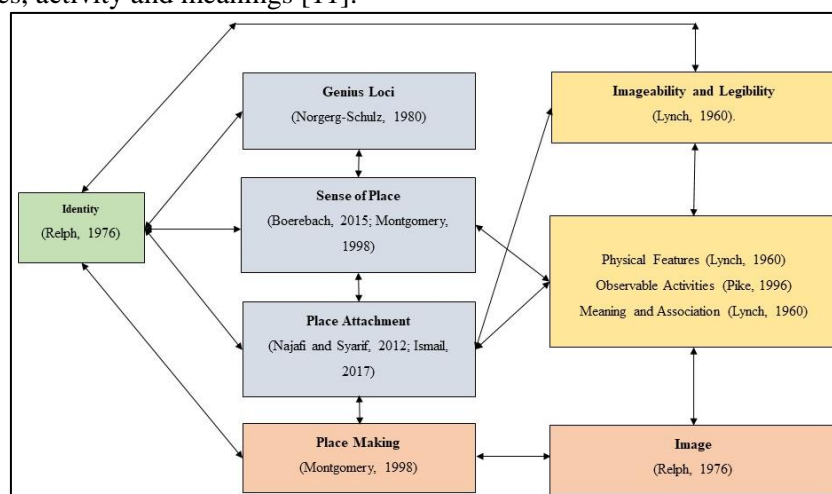 es, activity and meanings [11].
Genius Loci
(Norgerg-Schulz, 1980)
Imageability and Legibility
(Lynch, 1960).
Identity
(Relph, 1976)
Sense of Place
(Boerebach, 2015; Montgomery,
1998)
Physical Features (Lynch, 1960)
Observable Activities (Pike, 1996)
Meaning and Association (Lynch, 1960)
Place Attachment
(Najafi and Syarif, 2012; Ismail,
2017)
Place Making
(Montgomery, 1998)
Image
(Relph, 1976)